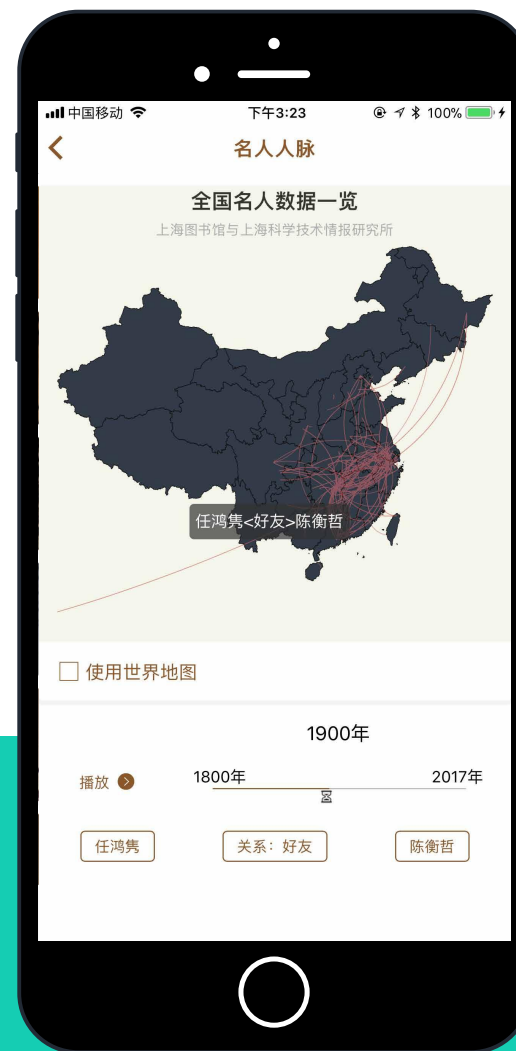 中国移动 下午3:23 100%
名人人脉
全国名人数据一览
上海图书馆与上海科学技术情报研究所
任鸿隽<好友>陈衡哲
使用世界地图
1900年
播放 1800年 2017年
任鸿隽 关系：好友 陈衡哲